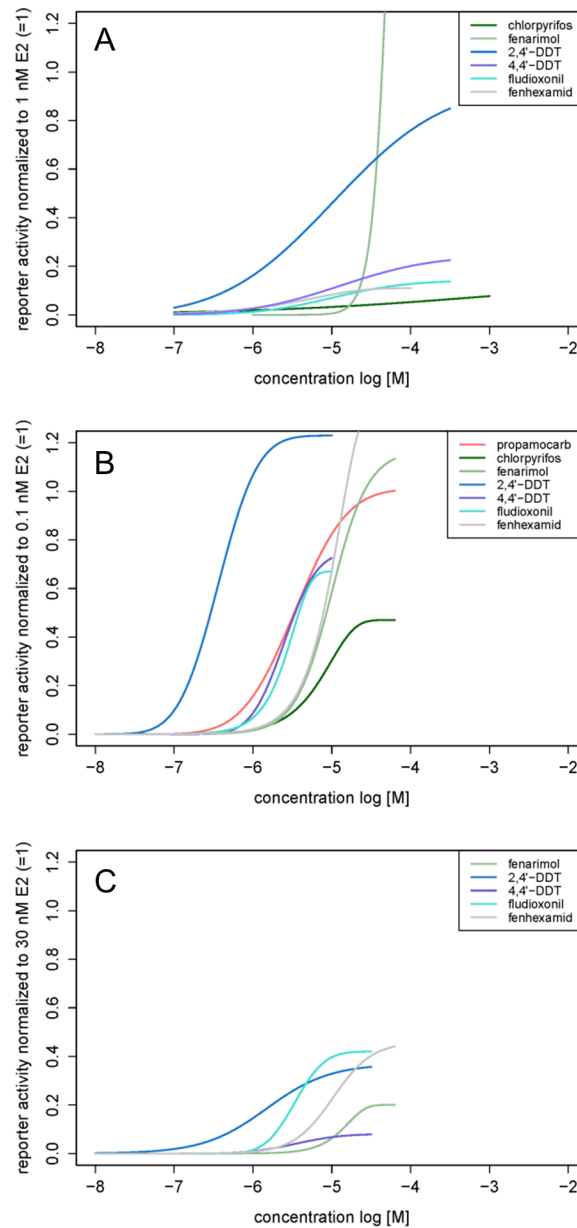 A
reporter activity normalized to 1 nM E2 (=1)
1.2
1.0
0.8
0.6
0.4
0.2
0.0
chlorpyrifos
fenarimol
2,4'−DDT
4,4'−DDT
fludioxonil
fenhexamid
−8 −7 −6 −5 −4 −3 −2
concentration log [M]
B
reporter activity normalized to 0.1 nM E2 (=1)
1.2
1.0
0.8
0.6
0.4
0.2
0.0
propamocarb
chlorpyrifos
fenarimol
2,4'−DDT
4,4'−DDT
fludioxonil
fenhexamid
−8 −7 −6 −5 −4 −3 −2
concentration log [M]
C
reporter activity normalized to 30 nM E2 (=1)
1.2
1.0
0.8
0.6
0.4
0.2
0.0
fenarimol
2,4'−DDT
4,4'−DDT
fludioxonil
fenhexamid
−8 −7 −6 −5 −4 −3 −2
concentration log [M]